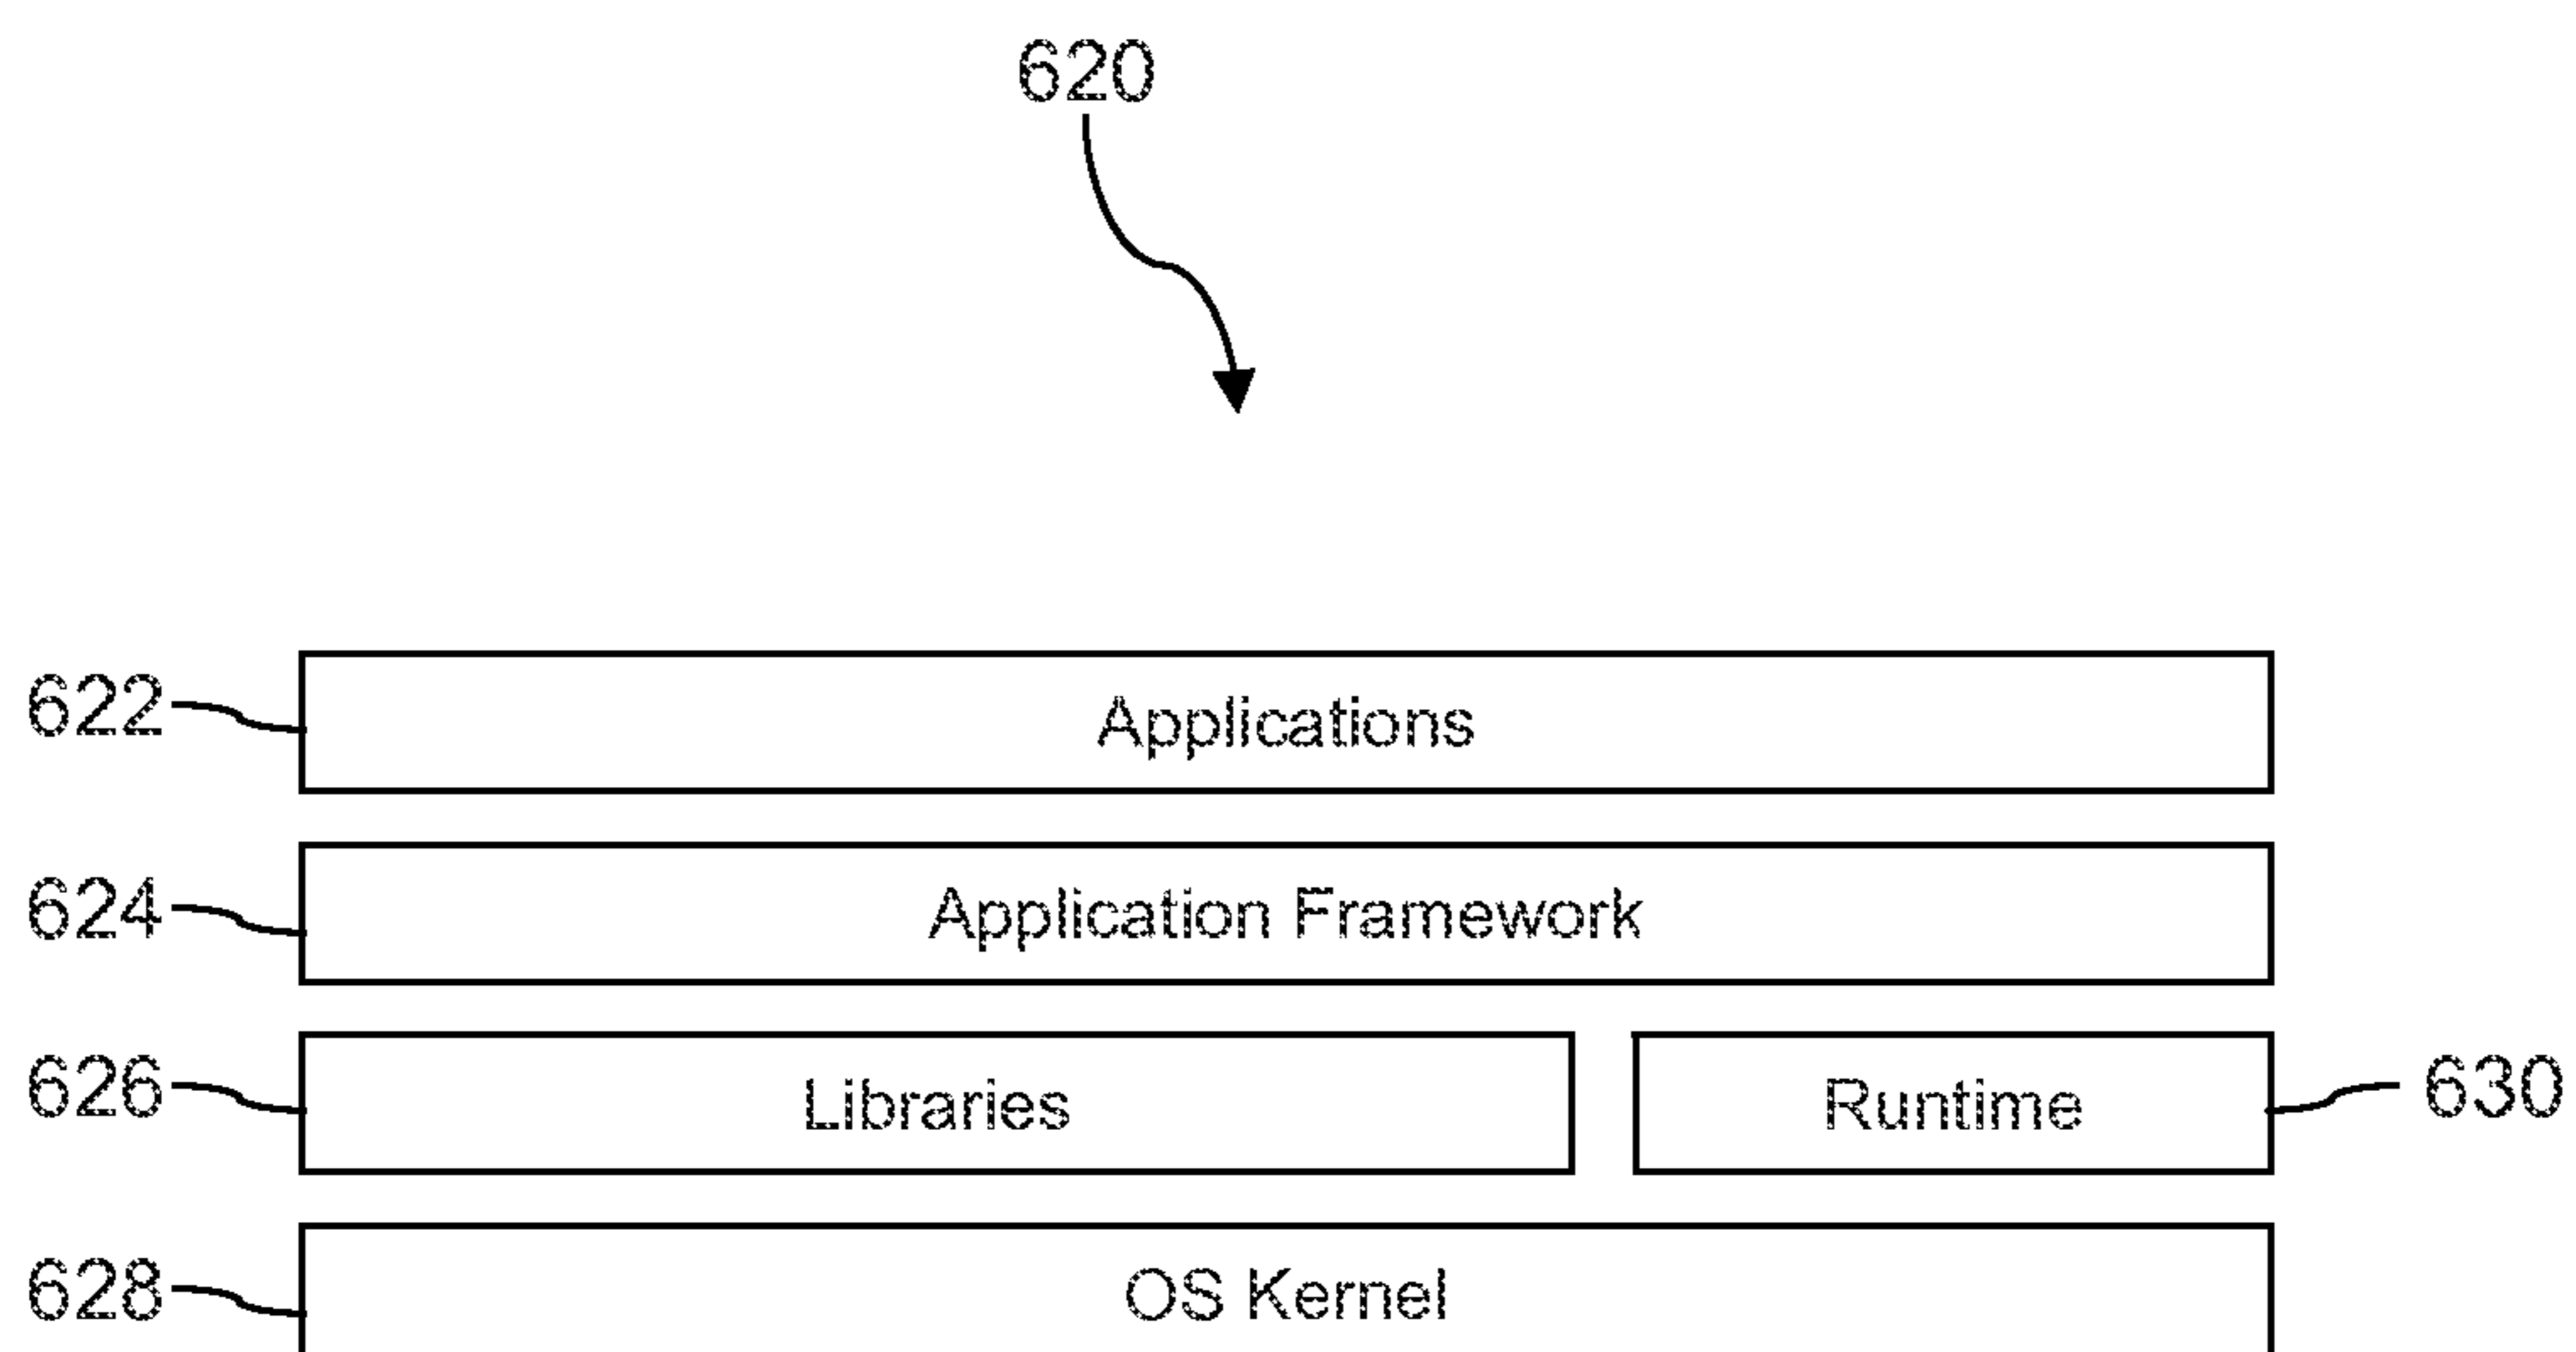 620
622 Applications
624 Application Framework
626 Libraries Runtime 630
628 OS Kernel